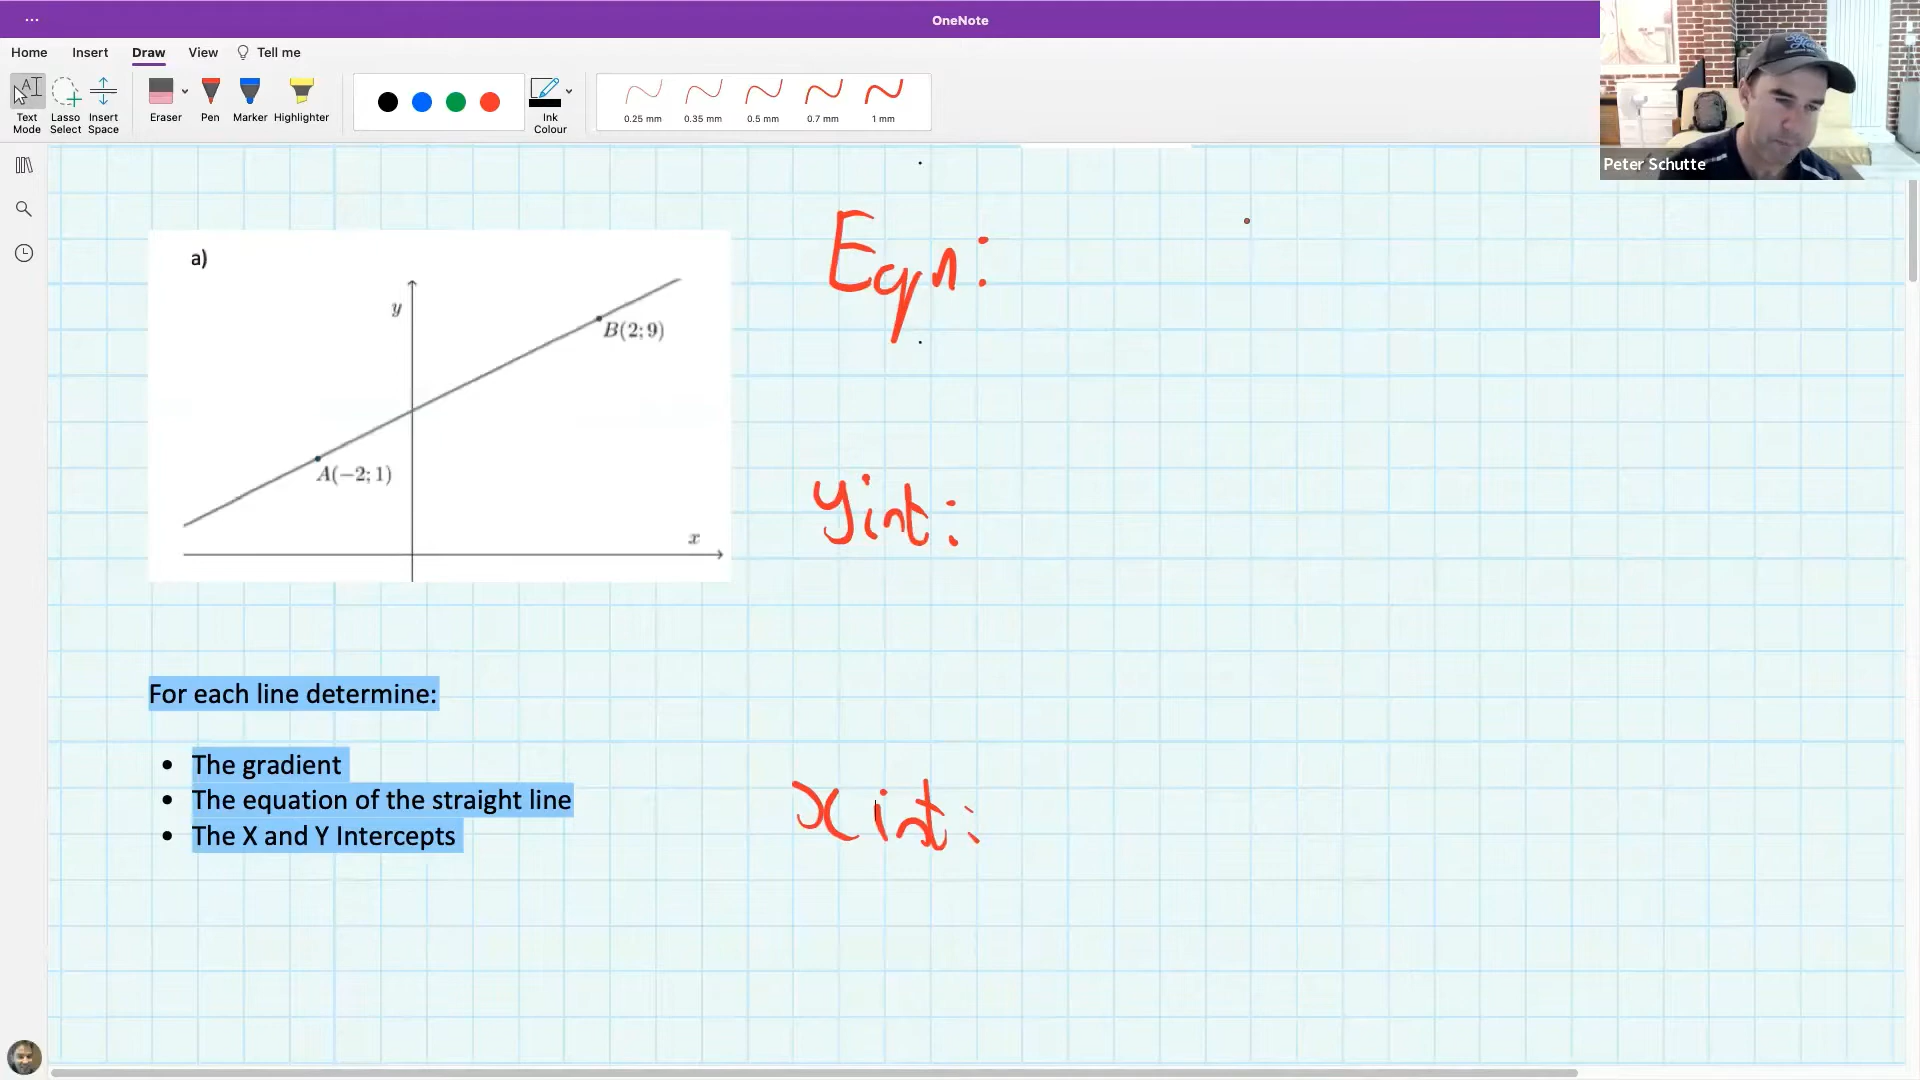 OneNote
Home Insert Draw View Tell me
Text Mode
Lasso Select
Insert Space
Eraser
Pen
Marker
Highlighter
Ink Colour
0.25 mm
0.35 mm
0.5 mm
0.7 mm
1 mm
Peter Schutte
Eqn:
a)
y
B(2; 9)
A(−2; 1)
x
yint:
For each line determine:
• The gradient
• The equation of the straight line
• The X and Y Intercepts
x int: